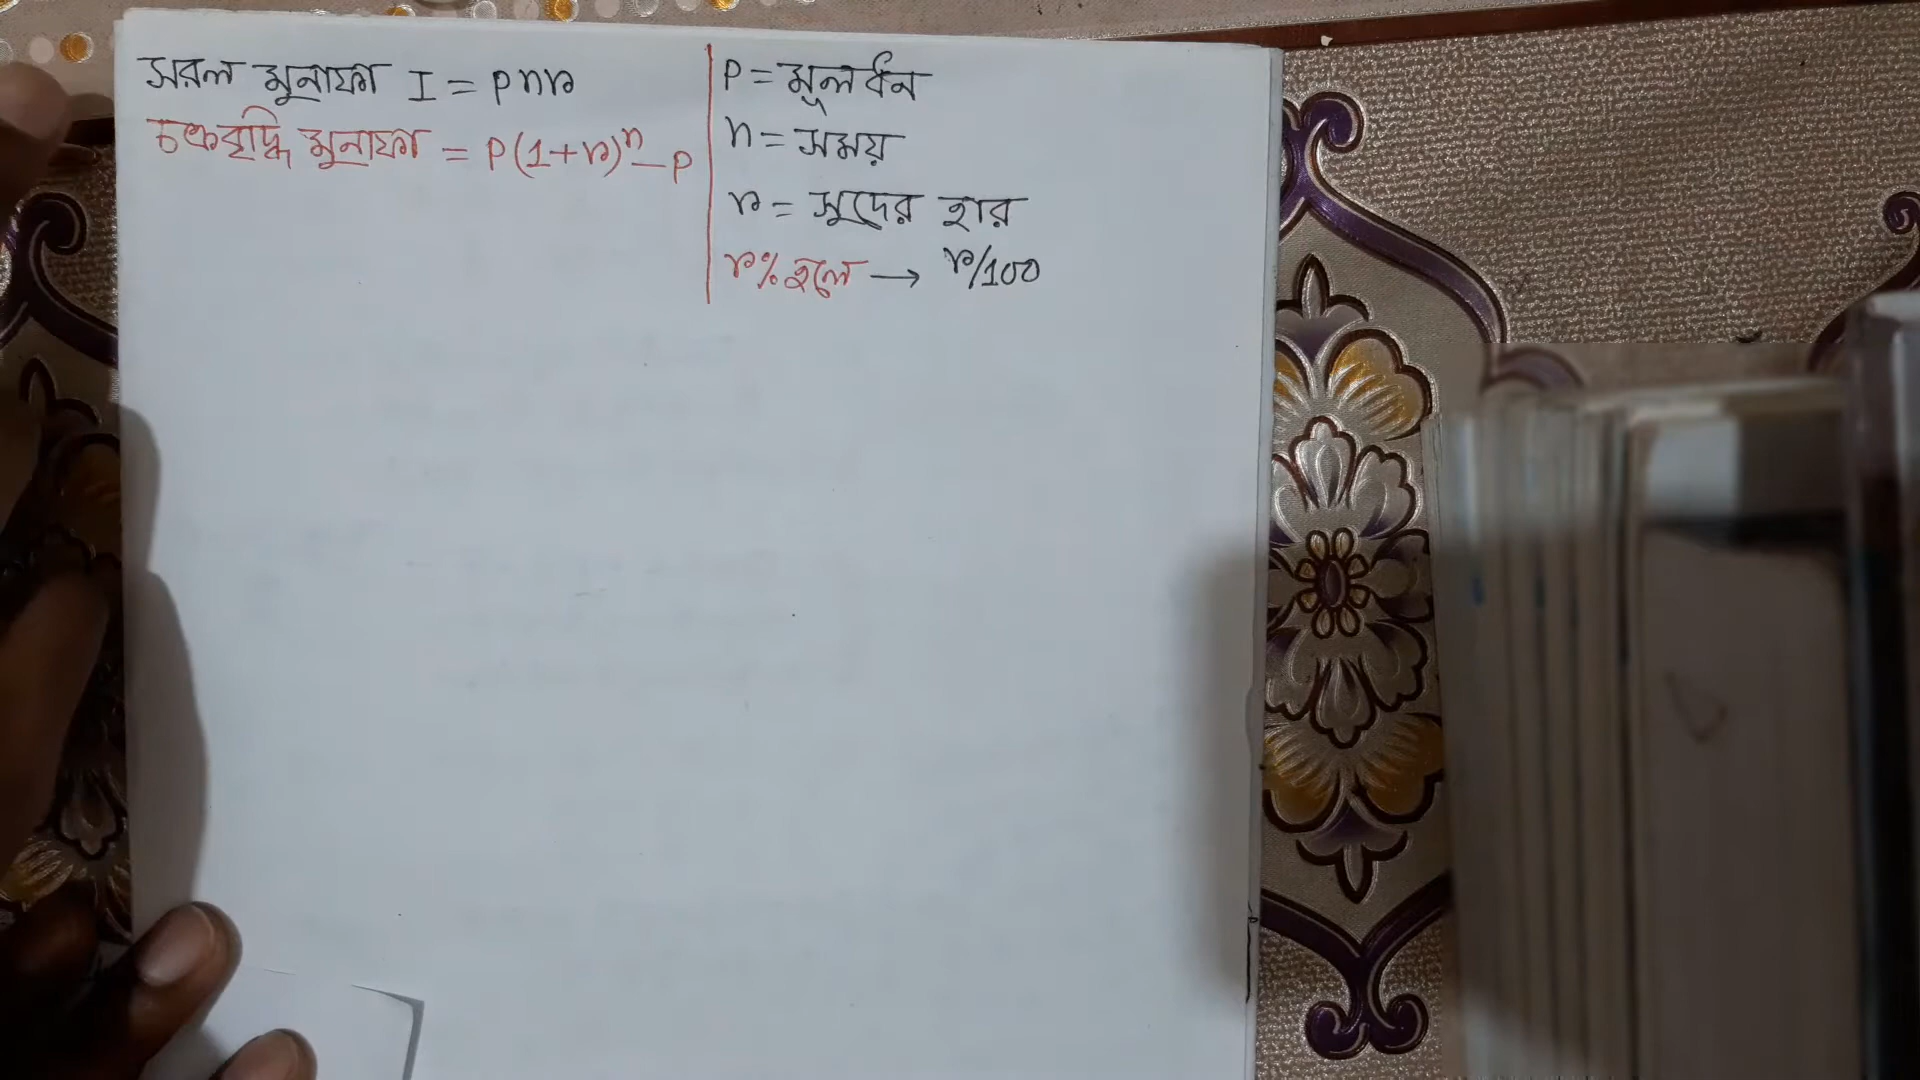 সরল মুনাফা I = pnr
চক্রবৃদ্ধি মুনাফা = p(1+r)^n - p
p = মূলধন
n = সময়
r = সুদের হার
r% হলে → r/100